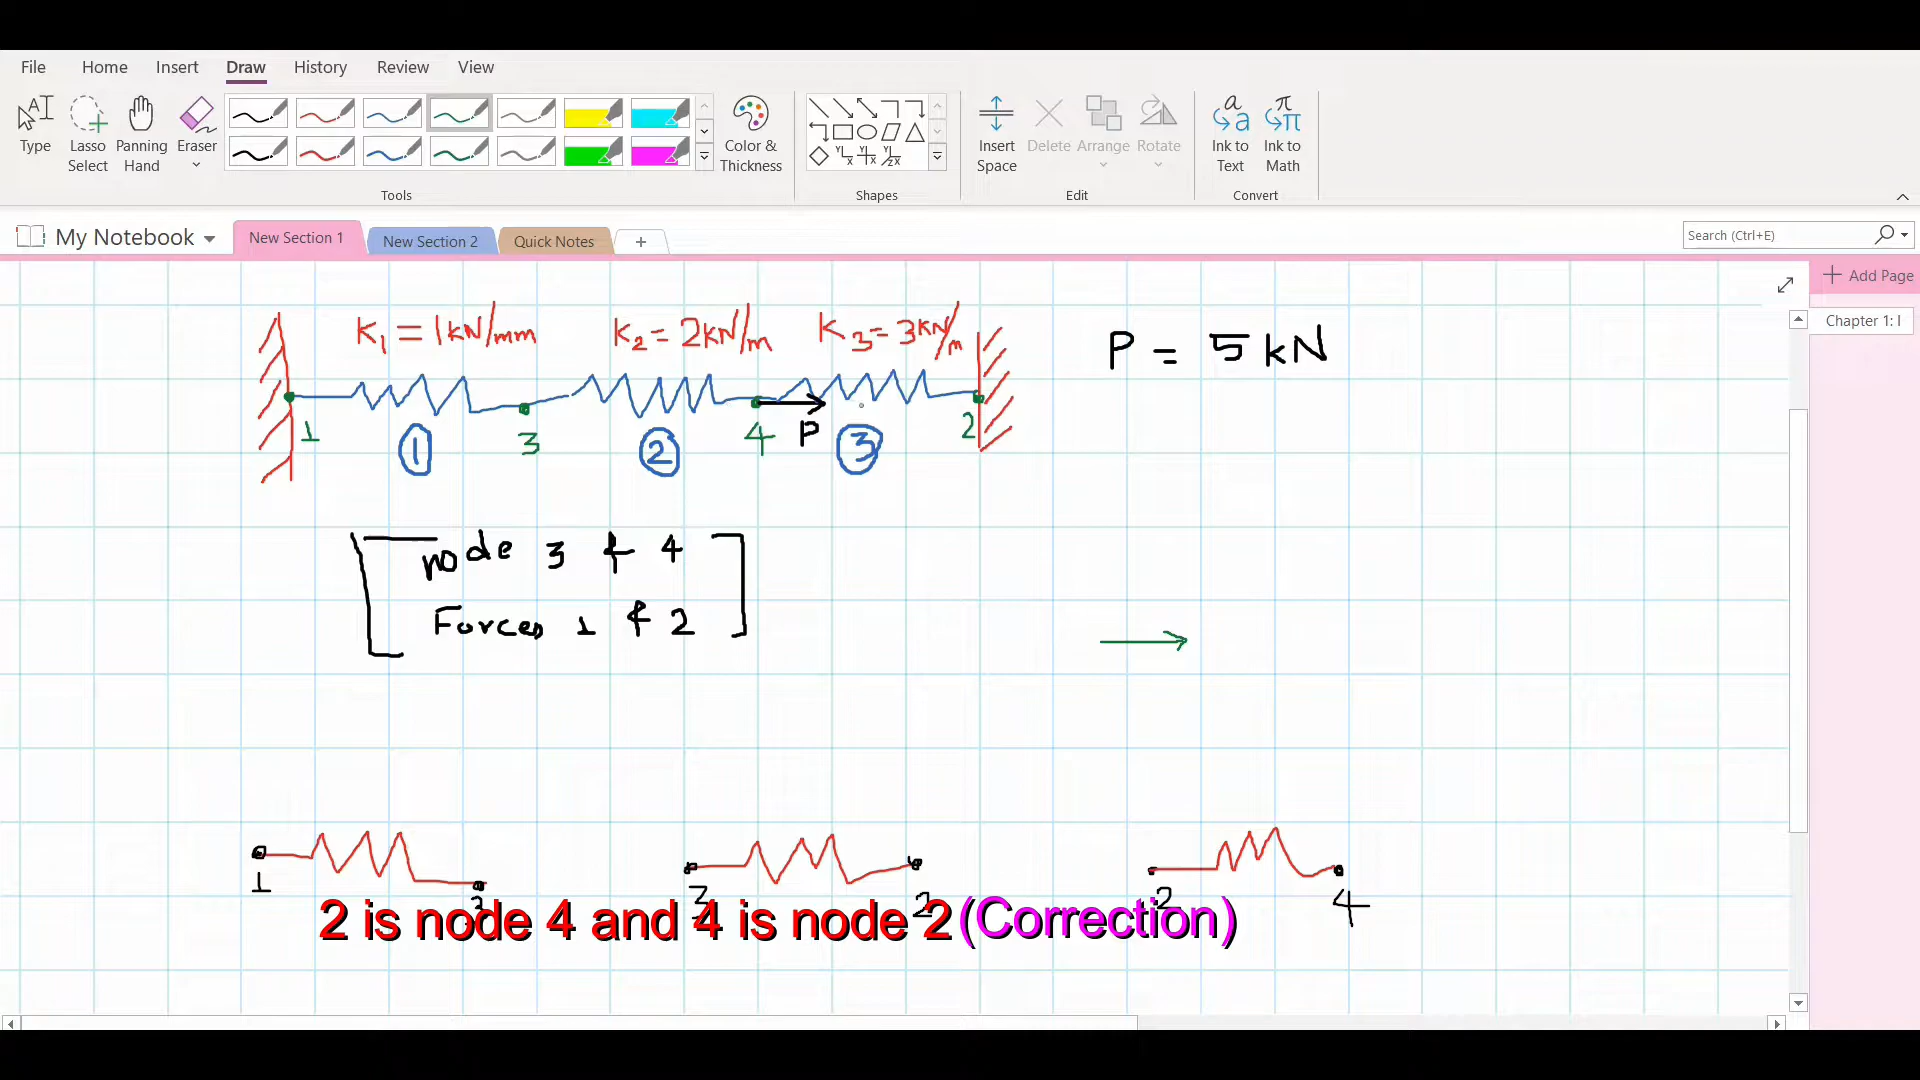 File Home Insert Draw History Review View
Type
Lasso Select
Panning Hand
Eraser
Color & Thickness
Insert Space
Delete
Arrange
Rotate
Ink to Text
Ink to Math
Tools
Shapes
Edit
Convert
My Notebook
New Section 1
New Section 2
Quick Notes
+
Search (Ctrl+E)
Add Page
Chapter 1: I
K1 = 1kN/mm
K2 = 2kN/m
K3 = 3kN/m
P = 5 kN
1
①
3
②
4
P
③
2
node 3 & 4
Forces 1 & 2
1
3
2
2
4
2 is node 4 and 4 is node 2 (Correction)